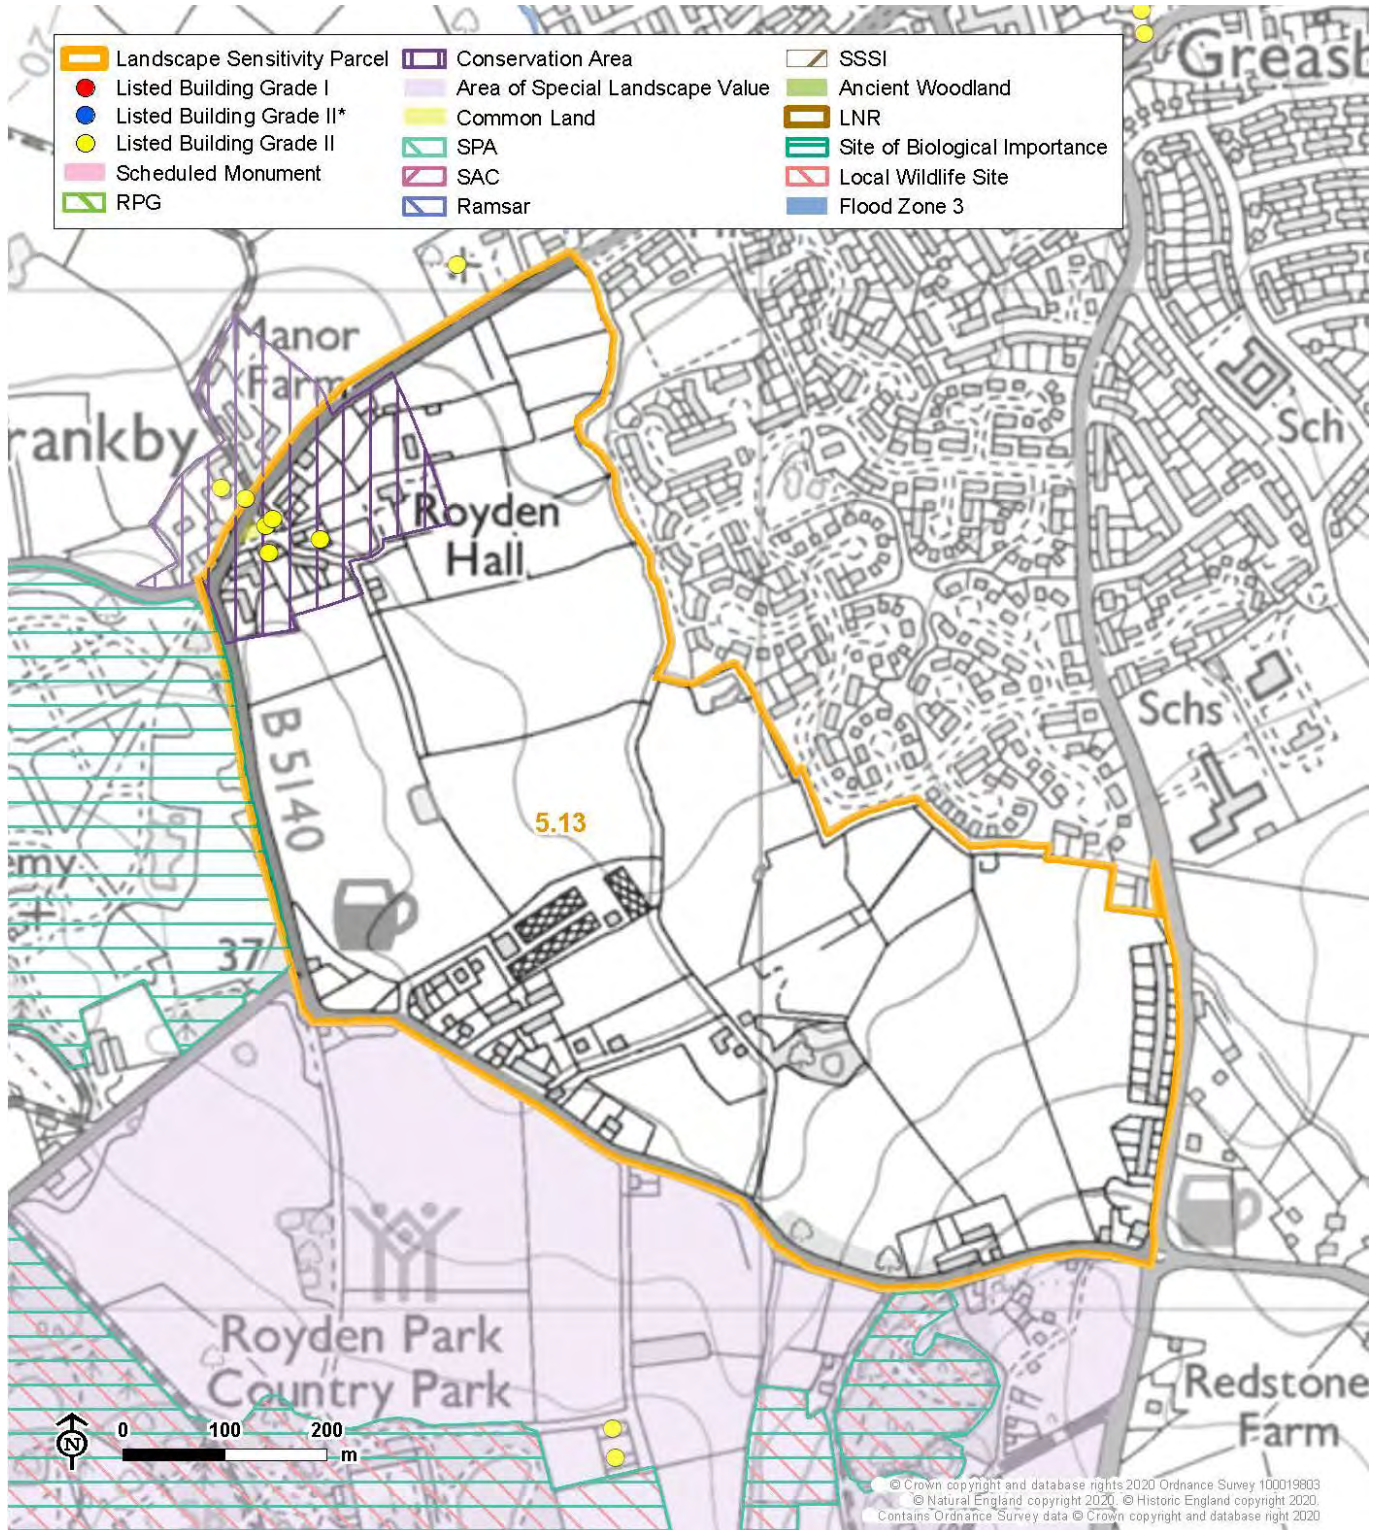 Greasb
20
Landscape Sensitivity Parcel
Listed Building Grade I
Listed Building Grade II*
Listed Building Grade II
Scheduled Monument
RPG
Conservation Area
Area of Special Landscape Value
Common Land
SPA
SAC
Ramsar
SSSI
Ancient Woodland
LNR
Site of Biological Importance
Local Wildlife Site
Flood Zone 3
Manor
Farm
rankby
Sch
Royden
Hall
Schs
B 5140
5.13
emy
37
Royden Park
Country Park
Redstone
Farm
N
0 100 200
m
© Crown copyright and database rights 2020 Ordnance Survey 100019803
© Natural England copyright 2020. © Historic England copyright 2020.
Contains Ordnance Survey data © Crown copyright and database right 2020